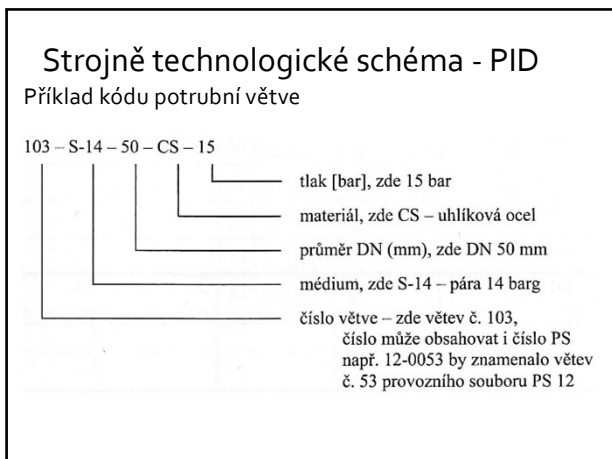 Strojně technologické schéma - PID
Příklad kódu potrubní větve
103 – S-14 – 50 – CS – 15
tlak [bar], zde 15 bar
materiál, zde CS – uhlíková ocel
průměr DN (mm), zde DN 50 mm
médium, zde S-14 – pára 14 barg
číslo větve – zde větev č. 103,
číslo může obsahovat i číslo PS
např. 12-0053 by znamenalo větev
č. 53 provozního souboru PS 12